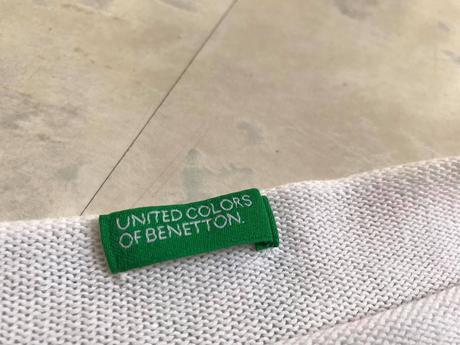 UNITED COLORS
OF BENETTON.